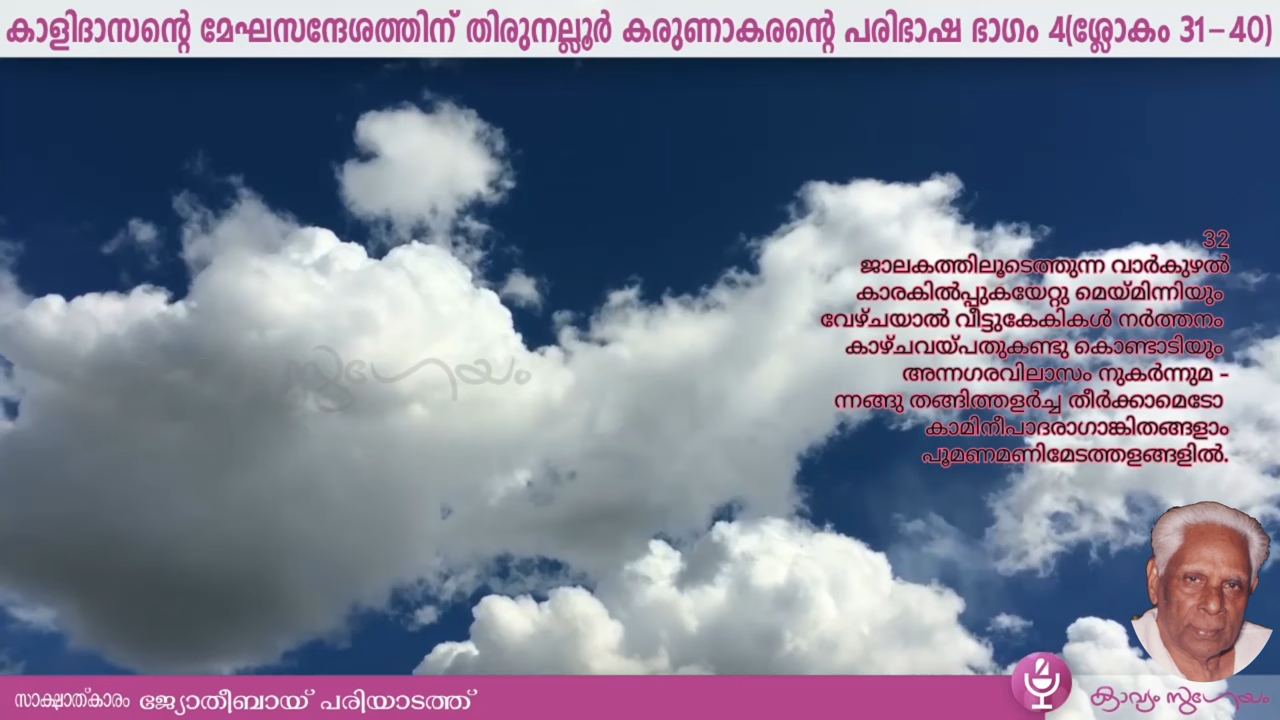 കാളിദാസന്റെ മേഘസന്ദേശത്തിന് തിരുനല്ലൂർ കരുണാകരന്റെ പരിഭാഷ ഭാഗം 4(ശ്ലോകം 31-40)
32
ജാലകത്തിലൂടെത്തുന്ന വാർകുഴൽ
കാരകിൽപ്പുകയേറ്റു മെയ്മിന്നിയും
വേഴ്ചയാൽ വീട്ടുകേകികൾ നർത്തനം
കാഴ്ചവയ്പതുകണ്ടു കൊണ്ടാടിയും
അന്നഗരവിലാസം നുകർന്നുമ -
ന്നങ്ങു തങ്ങിത്തളർച്ച തീർക്കാമെടോ
കാമിനീപാദരാഗാങ്കിതങ്ങളാം
പൂമണമണിമേടത്തളങ്ങളിൽ.
സുഗേയം
സാക്ഷാത്കാരം ജ്യോതീബായ് പരിയാടത്ത്
കാവ്യം സുഗേയം